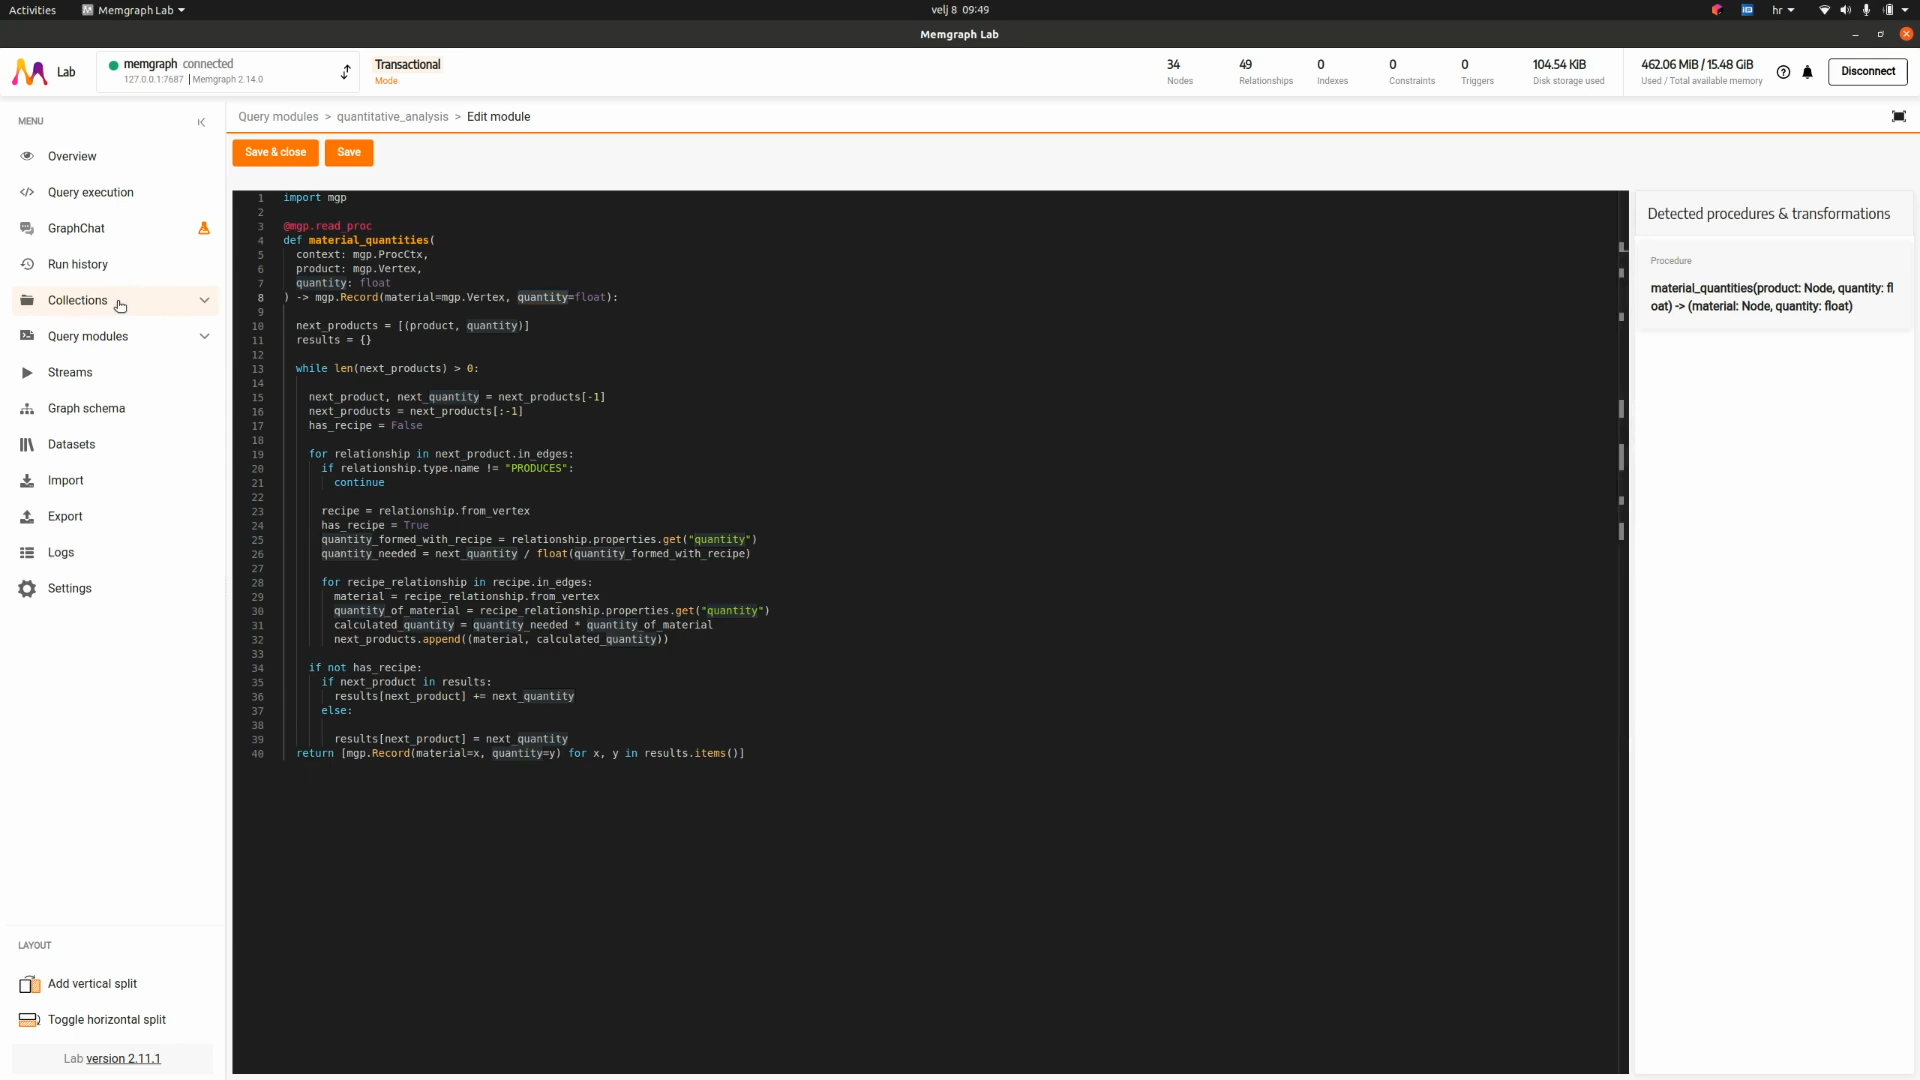 Activities
Memgraph Lab
velj 8 09:49
hr
Memgraph Lab
Lab
memgraph connected
127.0.0.1:7687 | Memgraph 2.14.0
Transactional
Mode
34
Nodes
49
Relationships
0
Indexes
0
Constraints
0
Triggers
104.54 KiB
Disk storage used
462.06 MiB / 15.48 GiB
Used / Total available memory
Disconnect
MENU
Overview
Query execution
GraphChat
Run history
Collections
Query modules
Streams
Graph schema
Datasets
Import
Export
Logs
Settings
LAYOUT
Add vertical split
Toggle horizontal split
Lab version 2.11.1
Query modules > quantitative_analysis > Edit module
Save & close
Save
1 import mgp
2
3 @mgp.read_proc
4 def material_quantities(
5 context: mgp.ProcCtx,
6 product: mgp.Vertex,
7 quantity: float
8 ) -> mgp.Record(material=mgp.Vertex, quantity=float):
9
10 next_products = [(product, quantity)]
11 results = {}
12
13 while len(next_products) > 0:
14
15 next_product, next_quantity = next_products[-1]
16 next_products = next_products[:-1]
17 has_recipe = False
18
19 for relationship in next_product.in_edges:
20 if relationship.type.name != "PRODUCES":
21 continue
22
23 recipe = relationship.from_vertex
24 has_recipe = True
25 quantity_formed_with_recipe = relationship.properties.get("quantity")
26 quantity_needed = next_quantity / float(quantity_formed_with_recipe)
27
28 for recipe_relationship in recipe.in_edges:
29 material = recipe_relationship.from_vertex
30 quantity_of_material = recipe_relationship.properties.get("quantity")
31 calculated_quantity = quantity_needed * quantity_of_material
32 next_products.append((material, calculated_quantity))
33
34 if not has_recipe:
35 if next_product in results:
36 results[next_product] += next_quantity
37 else:
38
39 results[next_product] = next_quantity
40 return [mgp.Record(material=x, quantity=y) for x, y in results.items()]
Detected procedures & transformations
Procedure
material_quantities(product: Node, quantity: fl
oat) -> (material: Node, quantity: float)